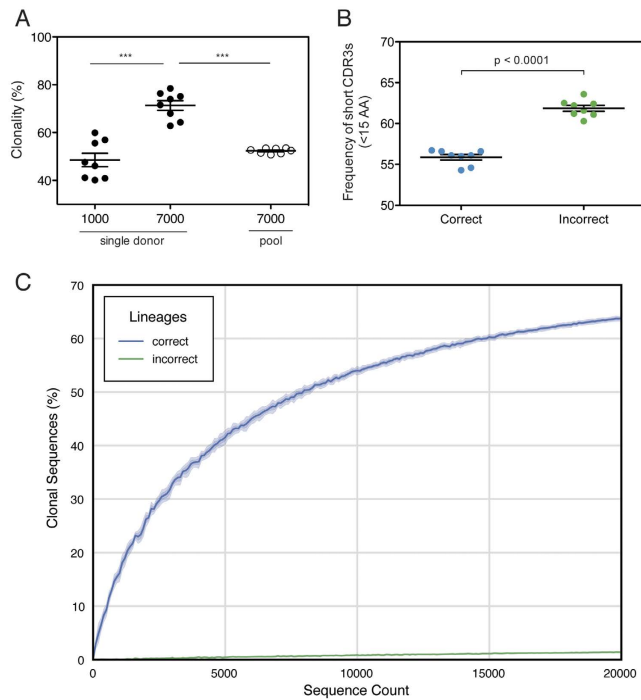 A
100
80
60
40
Clonality (%)
***
***
1000
7000
7000
single donor
pool
B
70
65
60
55
50
Frequency of short CDR3s
(<15 AA)
p < 0.0001
Correct
Incorrect
C
70
60
50
40
30
20
10
0
Clonal Sequences (%)
Lineages
correct
incorrect
0
5000
10000
15000
20000
Sequence Count